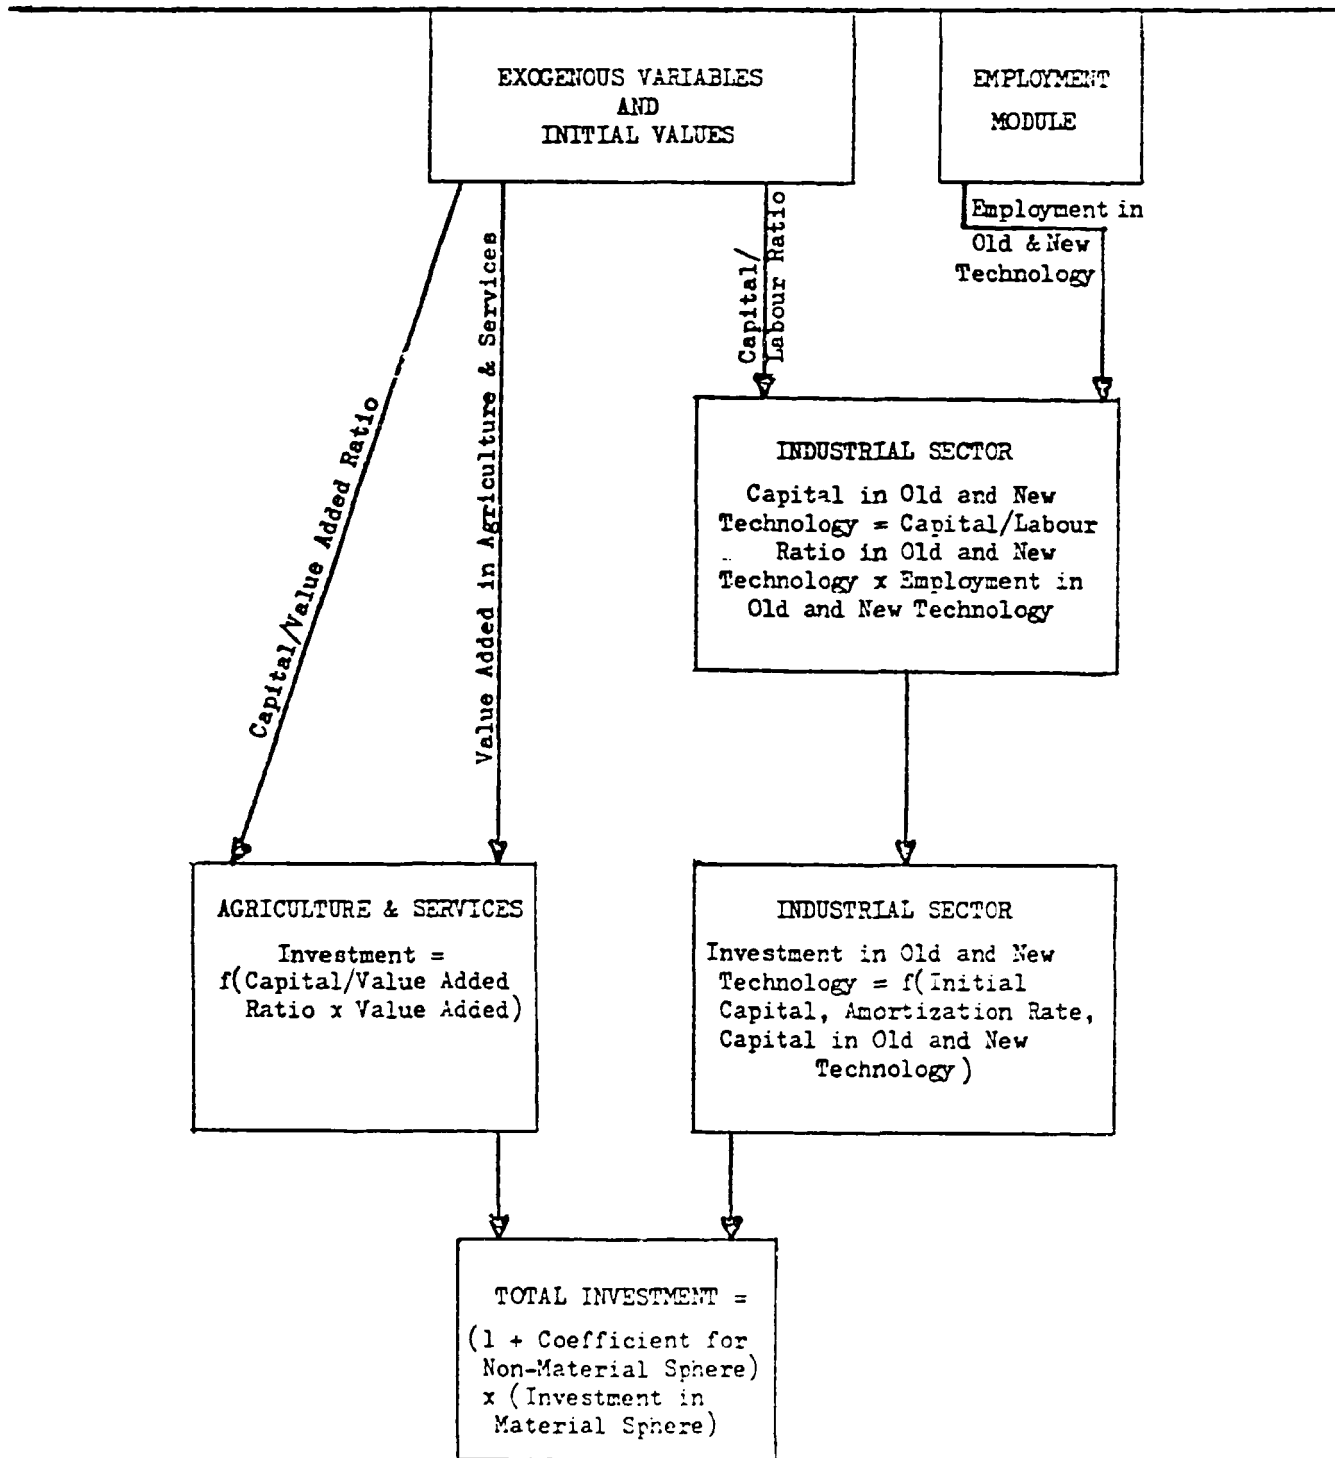 EXOGENOUS VARIABLES
AND
INITIAL VALUES
EMPLOYMENT
MODULE
Employment in
Old & New
Technology
Capital/
Labour Ratio
Value Added in Agriculture & Services
Capital/Value Added Ratio
INDUSTRIAL SECTOR
Capital in Old and New
Technology = Capital/Labour
Ratio in Old and New
Technology x Employment in
Old and New Technology
AGRICULTURE & SERVICES
Investment =
f(Capital/Value Added
Ratio x Value Added)
INDUSTRIAL SECTOR
Investment in Old and New
Technology = f(Initial
Capital, Amortization Rate,
Capital in Old and New
Technology)
TOTAL INVESTMENT =
(1 + Coefficient for
Non-Material Sphere)
x (Investment in
Material Sphere)